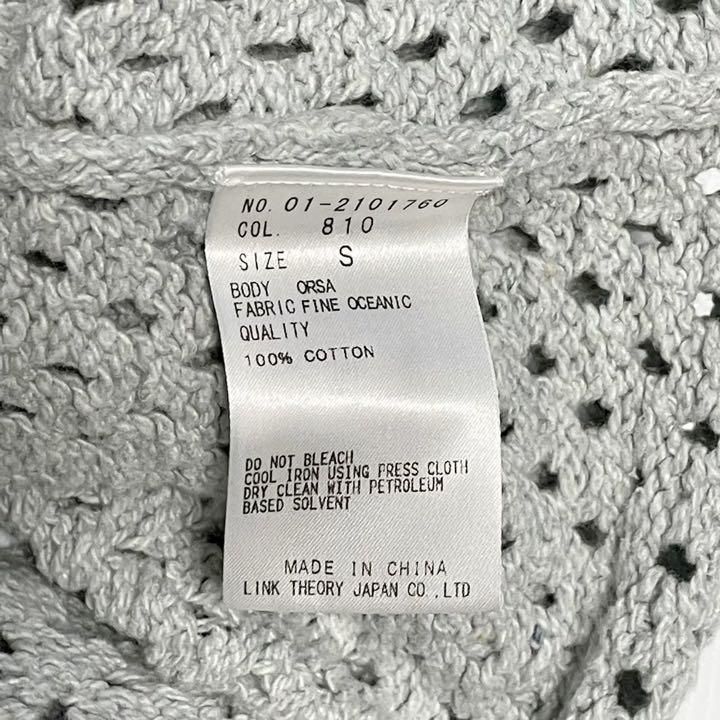 NO. 01-2101760
COL. 810
SIZE S
BODY ORSA
FABRIC FINE OCEANIC
QUALITY
100% COTTON
DO NOT BLEACH
COOL IRON USING PRESS CLOTH
DRY CLEAN WITH PETROLEUM
BASED SOLVENT
MADE IN CHINA
LINK THEORY JAPAN CO.,LTD